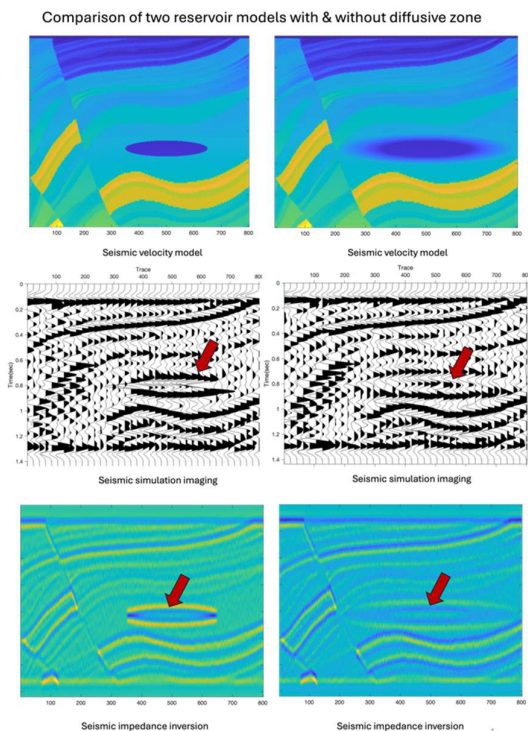 Comparison of two reservoir models with & without diffusive zone
100 200 300 400 500 600 700 800
100 200 300 400 500 600 700 800
Seismic velocity model
Seismic velocity model
Trace
Trace
0 100 200 300 400 500 600 700 80
100 200 300 400 500 600 700 80
0
0.2
0.4
0.6
0.8
1
1.2
1.4
Time(sec)
0
0.2
0.4
0.6
0.8
1
1.2
1.4
Time(sec)
Seismic simulation imaging
Seismic simulation imaging
100 200 300 400 500 600 700 800
100 200 300 400 500 600 700 800
Seismic impedance inversion
Seismic impedance inversion